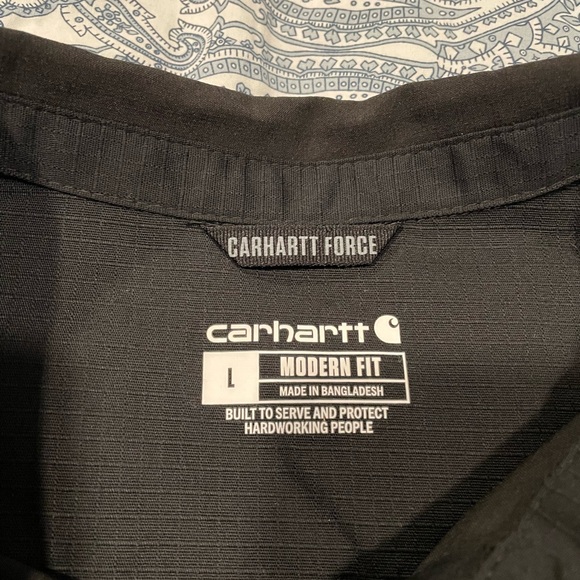 CARHARTT FORCE
carhartt
L
MODERN FIT
MADE IN BANGLADESH
BUILT TO SERVE AND PROTECT
HARDWORKING PEOPLE